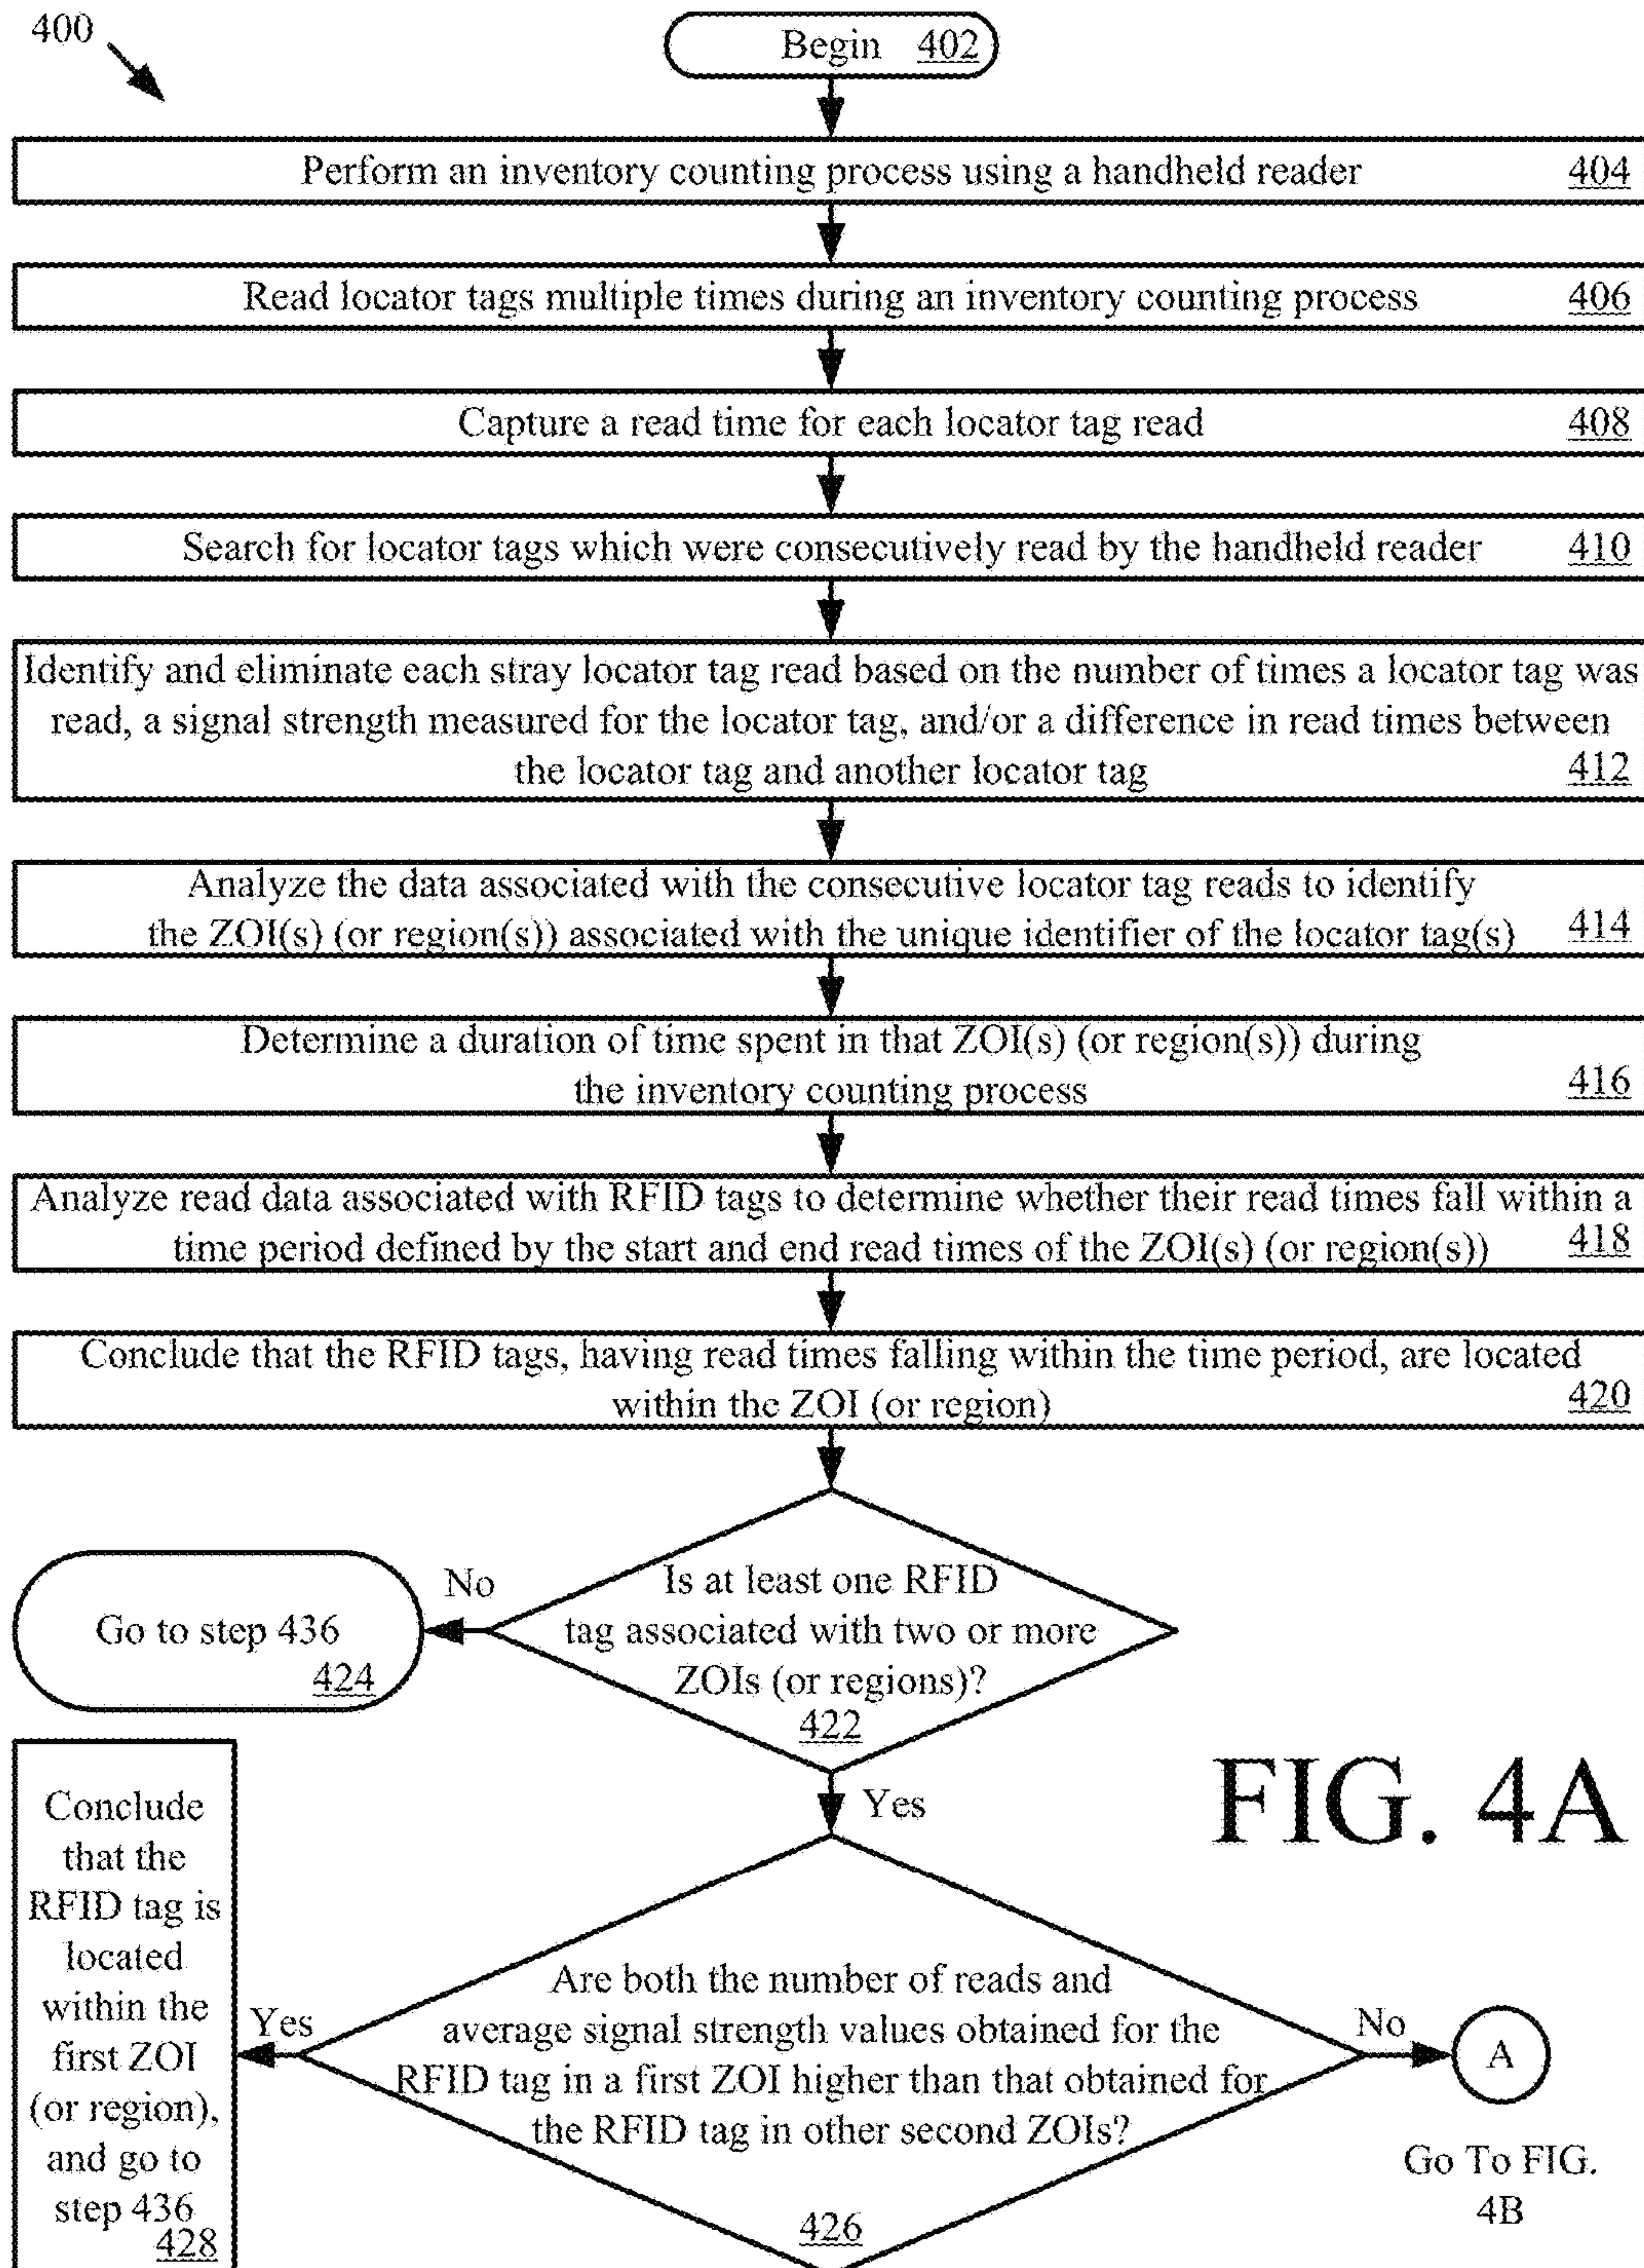 400
Begin 402
Perform an inventory counting process using a handheld reader 404
Read locator tags multiple times during an inventory counting process 406
Capture a read time for each locator tag read 408
Search for locator tags which were consecutively read by the handheld reader 410
Identify and eliminate each stray locator tag read based on the number of times a locator tag was
read, a signal strength measured for the locator tag, and/or a difference in read times between
the locator tag and another locator tag 412
Analyze the data associated with the consecutive locator tag reads to identify
the ZOI(s) (or region(s)) associated with the unique identifier of the locator tag(s) 414
Determine a duration of time spent in that ZOI(s) (or region(s)) during
the inventory counting process 416
Analyze read data associated with RFID tags to determine whether their read times fall within a
time period defined by the start and end read times of the ZOI(s) (or region(s)) 418
Conclude that the RFID tags, having read times falling within the time period, are located
within the ZOI (or region) 420
Is at least one RFID
tag associated with two or more
ZOIs (or regions)?
422
No
Go to step 436
424
Yes
FIG. 4A
Are both the number of reads and
average signal strength values obtained for the
RFID tag in a first ZOI higher than that obtained for
the RFID tag in other second ZOIs?
426
Yes
Conclude
that the
RFID tag is
located
within the
first ZOI
(or region),
and go to
step 436
428
No
A
Go To FIG.
4B